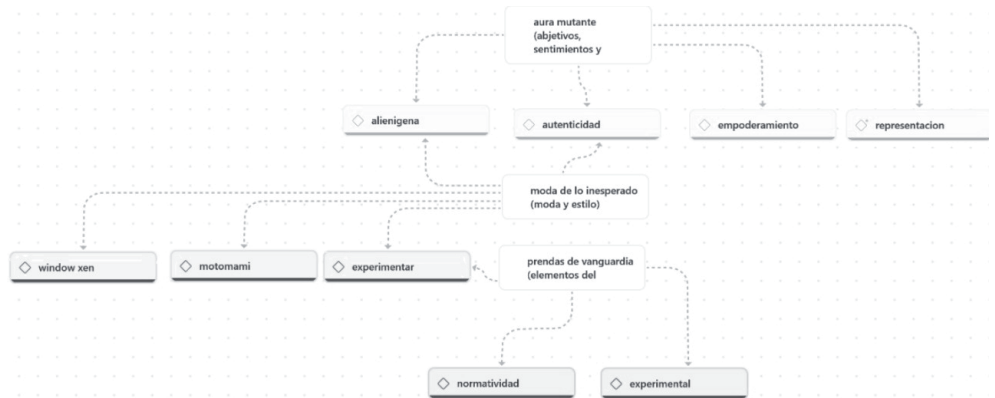 aura mutante
(abjetivos,
sentimientos y
alienigena
autenticidad
empoderamiento
representacion
moda de lo inesperado
(moda y estilo)
window xen
motomami
experimentar
prendas de vanguardia
(elementos del
normatividad
experimental